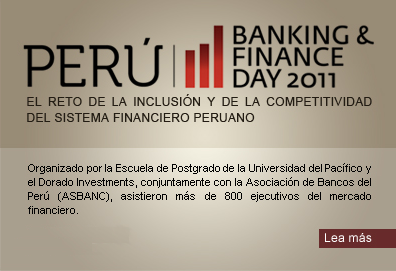 PERÚ
BANKING &
FINANCE
DAY 2011
EL RETO DE LA INCLUSIÓN Y DE LA COMPETITIVIDAD
DEL SISTEMA FINANCIERO PERUANO
Organizado por la Escuela de Postgrado de la Universidad del Pacífico y
el Dorado Investments, conjuntamente con la Asociación de Bancos del
Perú (ASBANC), asistieron más de 800 ejecutivos del mercado
financiero.
Lea más